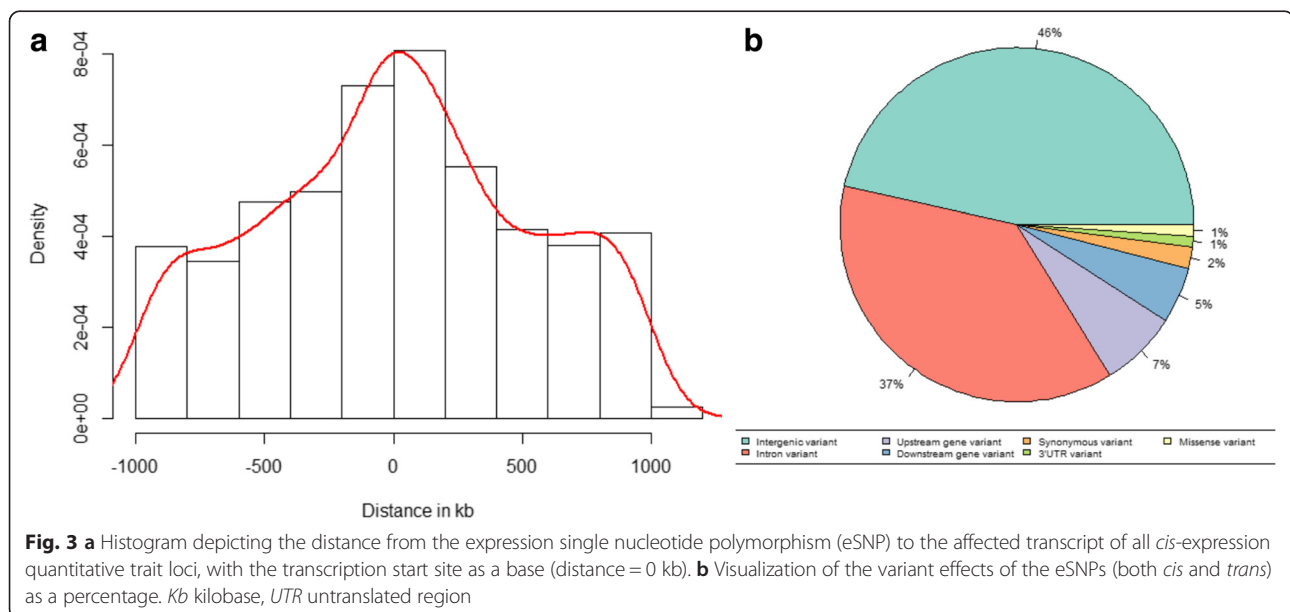 a
8e-04
6e-04
4e-04
2e-04
0e+00
Density
-1000 -500 0 500 1000
Distance in kb
b
46%
37%
7%
5%
2%
1%
1%
Intergenic variant Upstream gene variant Synonymous variant Missense variant
Intron variant Downstream gene variant 3'UTR variant
Fig. 3 a Histogram depicting the distance from the expression single nucleotide polymorphism (eSNP) to the affected transcript of all cis-expression
quantitative trait loci, with the transcription start site as a base (distance = 0 kb). b Visualization of the variant effects of the eSNPs (both cis and trans)
as a percentage. Kb kilobase, UTR untranslated region